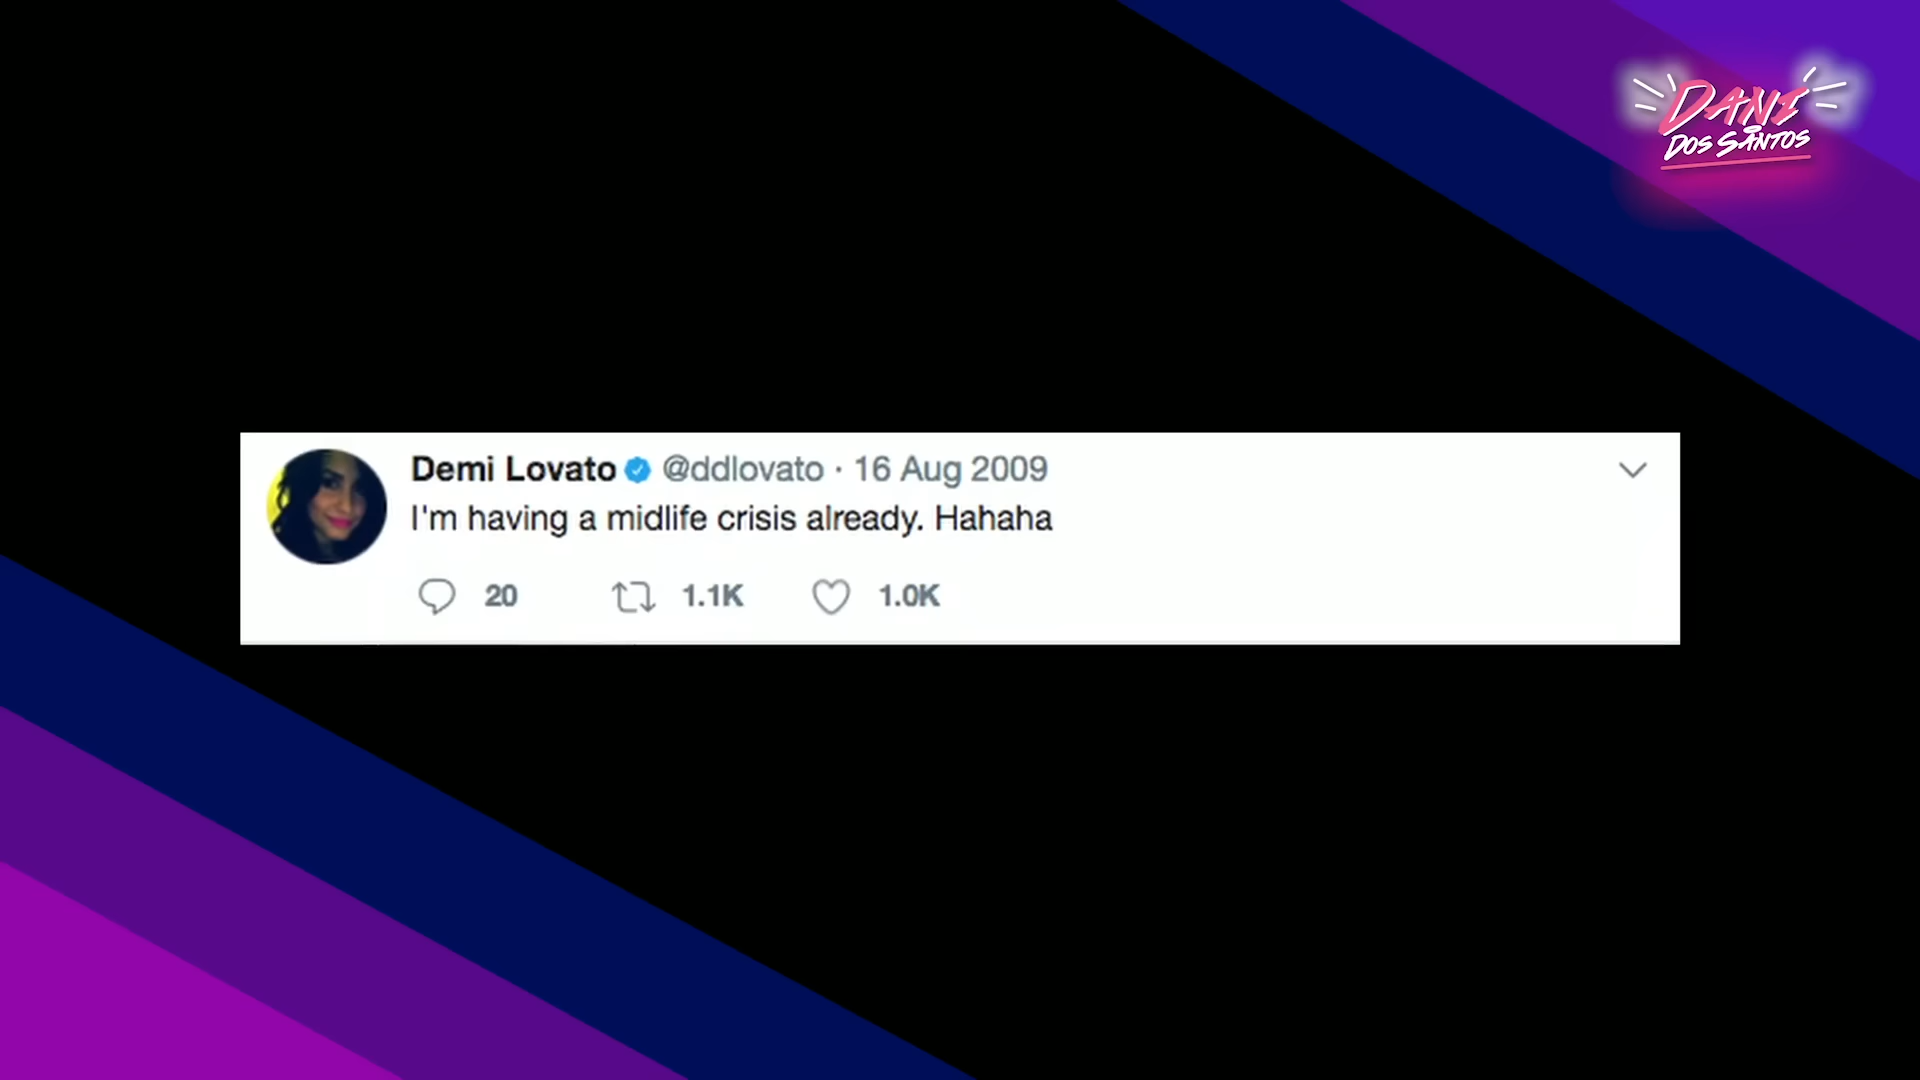 DANI
DOS SANTOS
Demi Lovato @ddlovato · 16 Aug 2009
I'm having a midlife crisis already. Hahaha
20 1.1K 1.0K